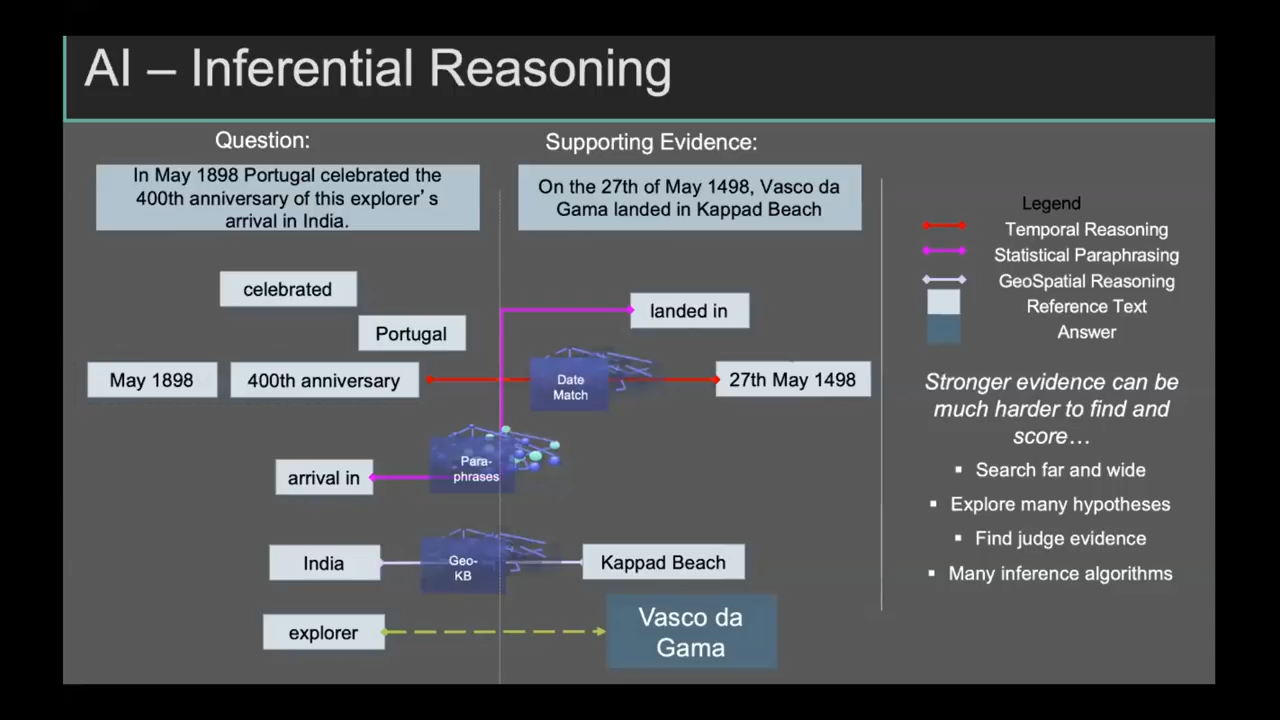 AI – Inferential Reasoning
Question:
In May 1898 Portugal celebrated the
400th anniversary of this explorer’s
arrival in India.
Supporting Evidence:
On the 27th of May 1498, Vasco da
Gama landed in Kappad Beach
celebrated
Portugal
May 1898
400th anniversary
arrival in
India
explorer
landed in
Date
Match
27th May 1498
Para-
phrases
Geo-
KB
Kappad Beach
Vasco da
Gama
Legend
Temporal Reasoning
Statistical Paraphrasing
GeoSpatial Reasoning
Reference Text
Answer
Stronger evidence can be
much harder to find and
score…
▪ Search far and wide
▪ Explore many hypotheses
▪ Find judge evidence
▪ Many inference algorithms